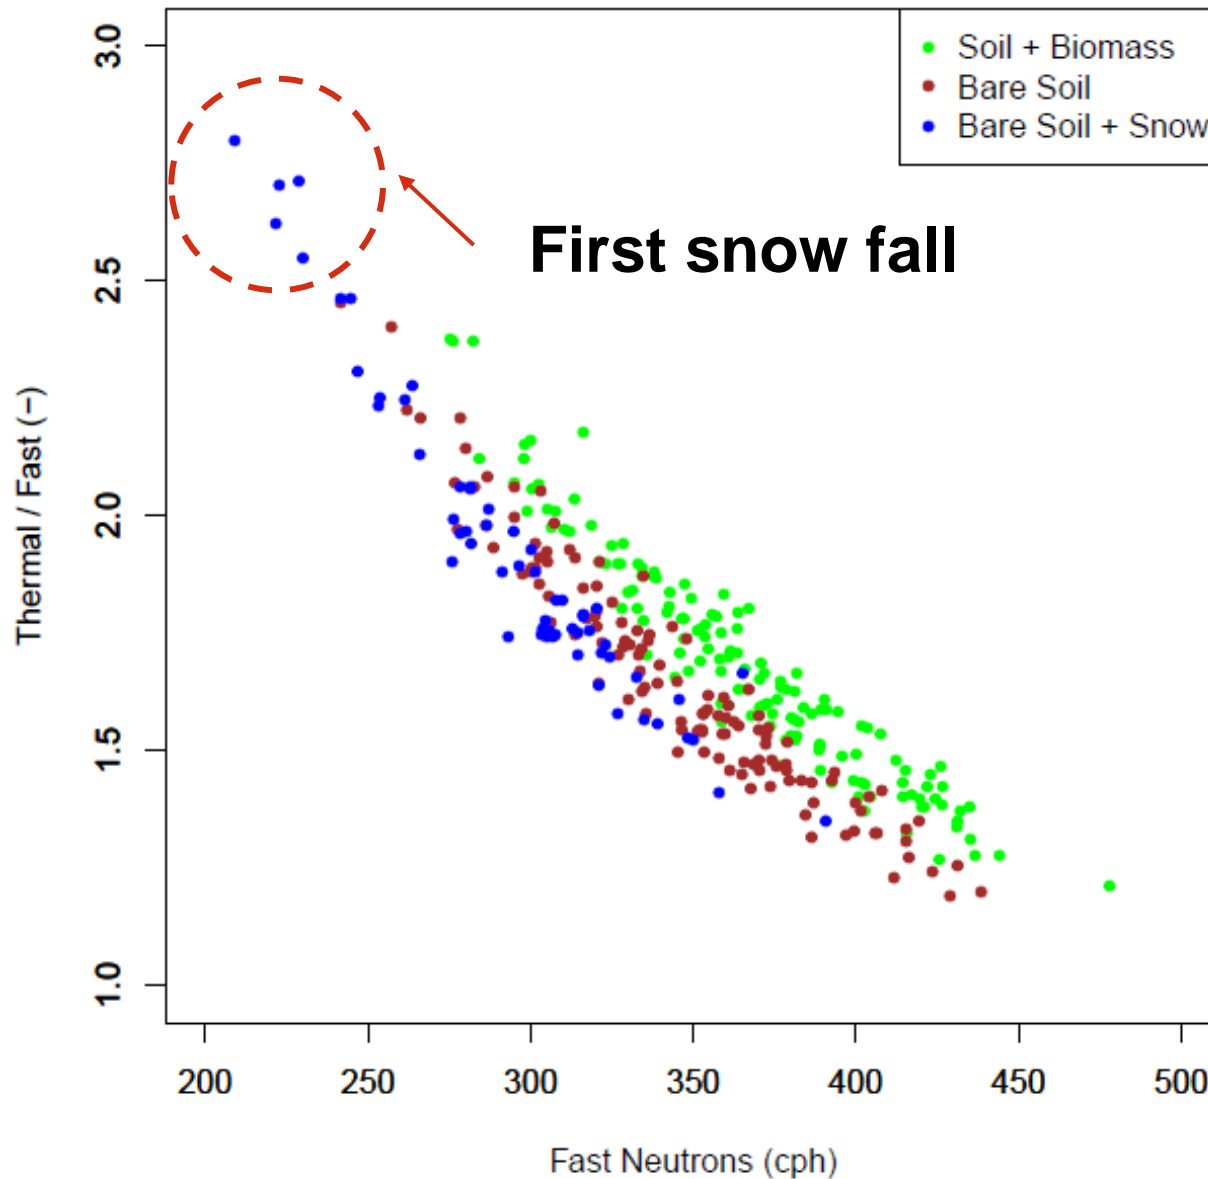 Soil + Biomass
Bare Soil
Bare Soil + Snow
First snow fall
3.0
2.5
2.0
1.5
1.0
Thermal / Fast (−)
200 250 300 350 400 450 500
Fast Neutrons (cph)